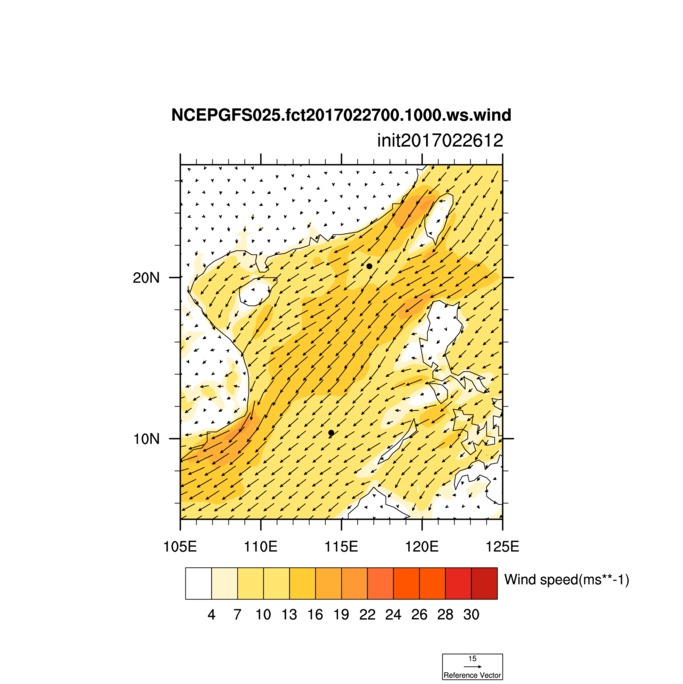 NCEPGFS025.fct2017022700.1000.ws.wind
init2017022612
20N
10N
105E 110E 115E 120E 125E
Wind speed(ms**-1)
4 7 10 13 16 19 22 24 26 28 30
15
Reference Vector